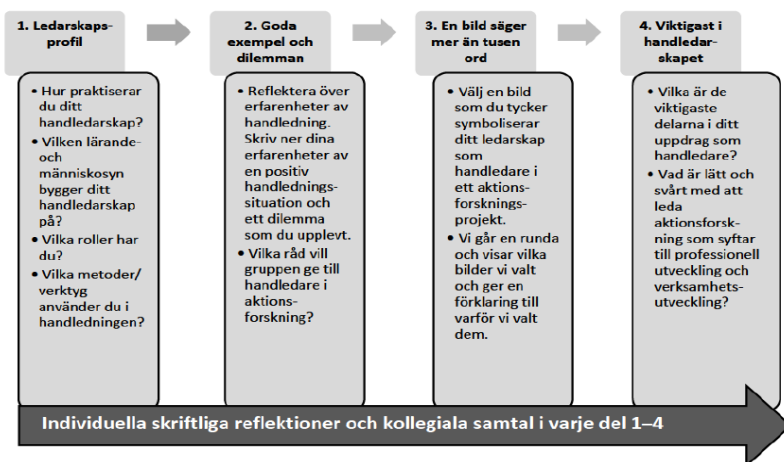 1. Ledarskaps-
profil
• Hur praktiserar
du ditt
handledarskap?
• Vilken lärande-
och
människosyn
bygger ditt
handledarskap
på?
• Vilka roller har
du?
• Vilka metoder/
verktyg
använder du i
handledningen?
2. Goda
exempel och
dilemman
• Reflektera över
erfarenheter av
handledning.
Skriv ner dina
erfarenheter av
en positiv
handlednings-
situation och
ett dilemma
som du upplevt.
• Vilka råd vill
gruppen ge till
handledare i
aktions-
forskning?
3. En bild säger
mer än tusen
ord
• Välj en bild
som du tycker
symboliserar
ditt ledarskap
som
handledare i
ett aktions-
forsknings-
projekt.
• Vi går en runda
och visar vilka
bilder vi valt
och ger en
förklaring till
varför vi valt
dem.
4. Viktigast i
handledar-
skapet
• Vilka är de
viktigaste
delarna i ditt
uppdrag som
handledare?
• Vad är lätt och
svårt med att
leda
aktionsforsk-
ning som syftar
till professionell
utveckling och
verksamhets-
utveckling?
Individuella skriftliga reflektioner och kollegiala samtal i varje del 1–4